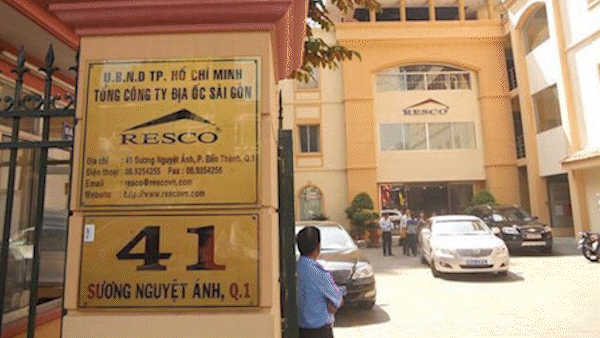 U.B.N.D TP. HỒ CHÍ MINH
TỔNG CÔNG TY ĐỊA ỐC SÀI GÒN
RESCO
Địa chỉ : 41 Sương Nguyệt Ánh, P. Bến Thành, Q.1
Điện thoại : 08.9254256 Fax : 08.9254255
Email : resco@rescovn.com
Website : http://www.rescovn.com
41
SƯƠNG NGUYỆT ÁNH, Q.1
RESCO